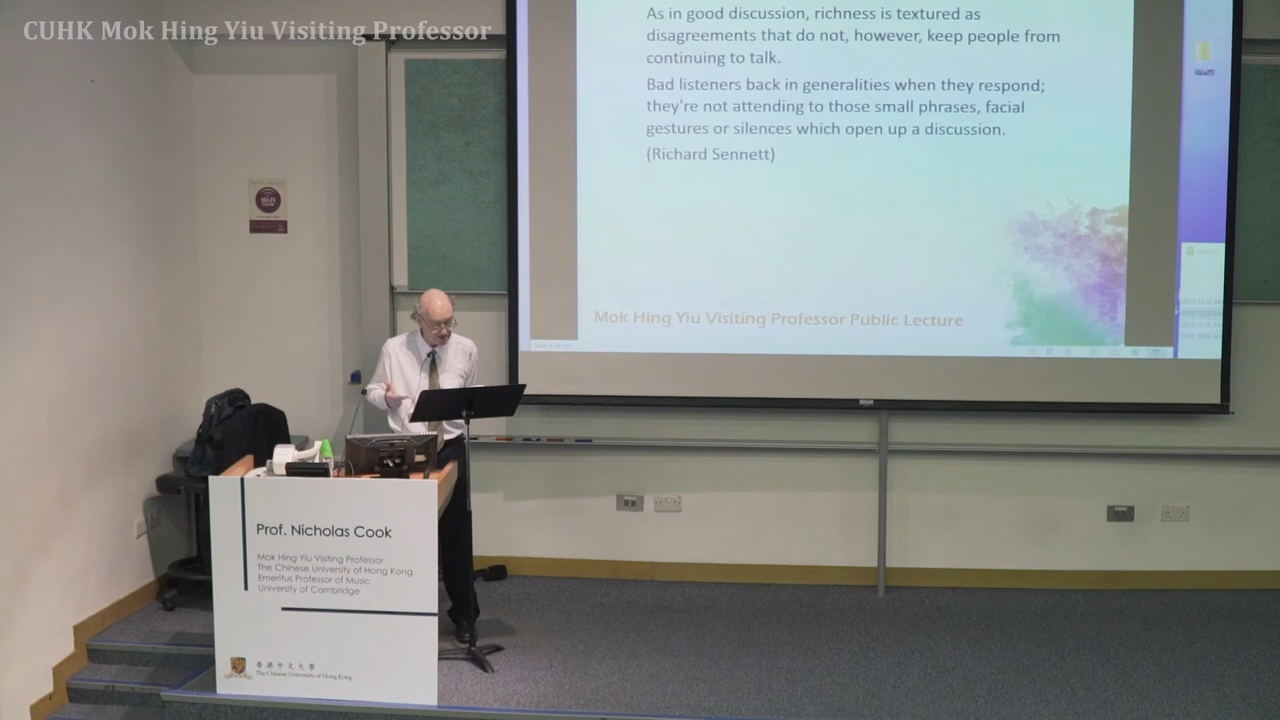 CUHK Mok Hing Yiu Visiting Professor
As in good discussion, richness is textured as
disagreements that do not, however, keep people from
continuing to talk.
Bad listeners back in generalities when they respond;
they're not attending to those small phrases, facial
gestures or silences which open up a discussion.
(Richard Sennett)
Mok Hing Yiu Visiting Professor Public Lecture
Wi-Fi
Prof. Nicholas Cook
Mok Hing Yiu Visiting Professor
The Chinese University of Hong Kong
Emeritus Professor of Music
University of Cambridge
香港中文大學
The Chinese University of Hong Kong